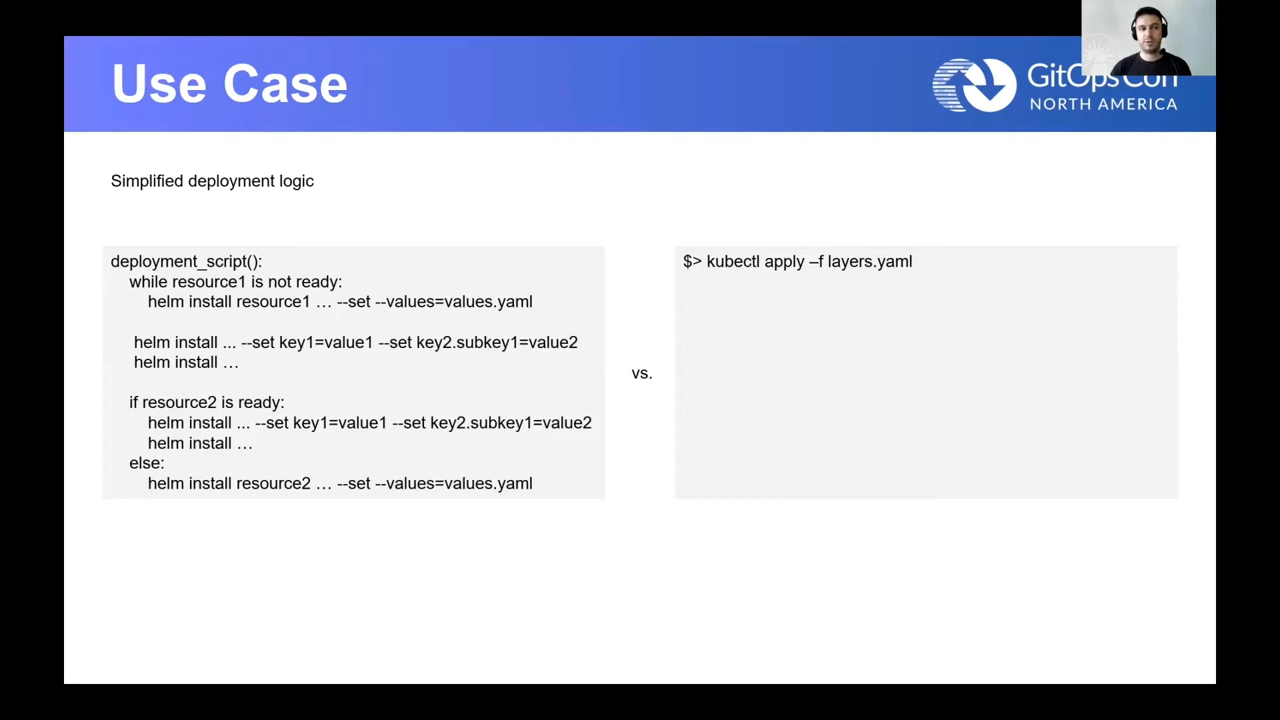 Use Case
GitOpsCon
NORTH AMERICA
Simplified deployment logic
deployment_script():
while resource1 is not ready:
helm install resource1 … --set --values=values.yaml
helm install ... --set key1=value1 --set key2.subkey1=value2
helm install …
if resource2 is ready:
helm install ... --set key1=value1 --set key2.subkey1=value2
helm install …
else:
helm install resource2 … --set --values=values.yaml
vs.
$> kubectl apply –f layers.yaml